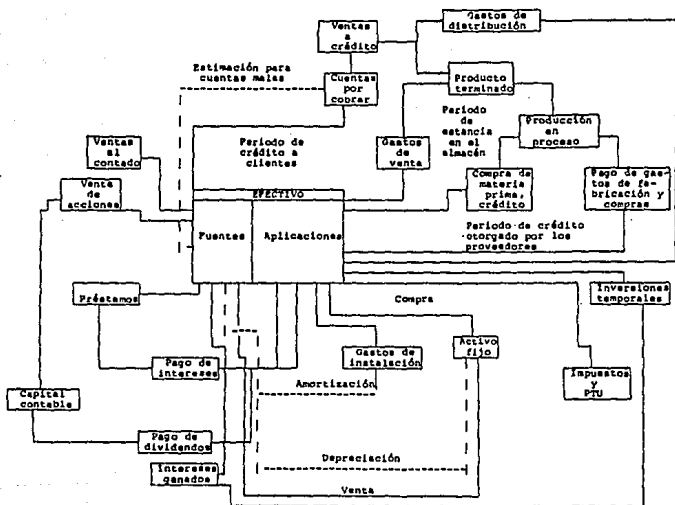 Ventas
a
crédito
Gastos de
distribución
Estimación para
cuentas malas
Cuentas
por
cobrar
Producto
terminado
Periodo
de
estancia
en el
almacén
Producción
en
proceso
Ventas
al
contado
Periodo de
crédito a
clientes
Gastos
de
venta
Venta
de
acciones
Compra de
materia
prima,
crédito
Pago de gas-
tos de fa-
bricación y
compras
EFECTIVO
Fuentes
Aplicaciones
Periodo de crédito
otorgado por los
proveedores
Préstamos
Compra
Inversiones
temporales
Pago de
intereses
Gastos de
instalación
Activo
fijo
Impuestos
y
PTU
Amortización
Capital
contable
Pago de
dividendos
Depreciación
Intereses
ganados
Venta